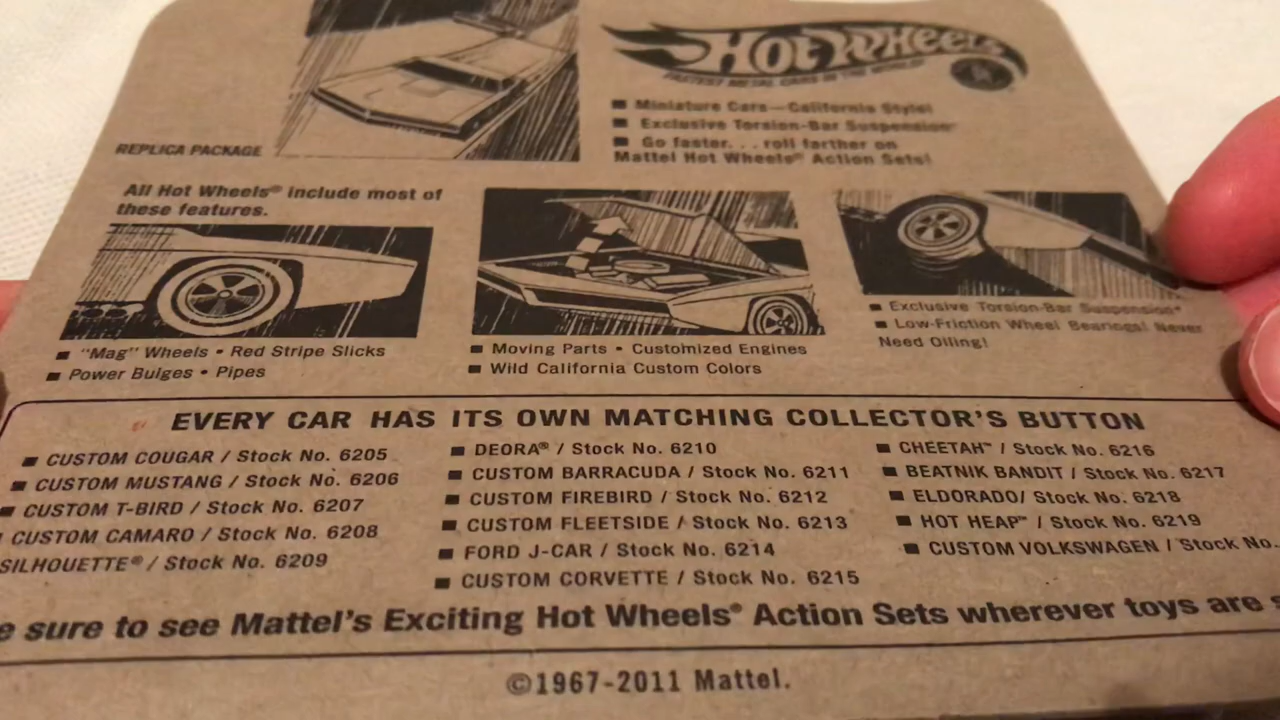 Hot Wheels
FASTEST METAL CARS IN THE WORLD!
Miniature Cars—California Style!
Exclusive Torsion-Bar Suspension
Go faster. . . roll farther on
Mattel Hot Wheels® Action Sets!
REPLICA PACKAGE
All Hot Wheels® include most of
these features.
"Mag" Wheels • Red Stripe Slicks
Power Bulges • Pipes
Moving Parts • Customized Engines
Wild California Custom Colors
Exclusive Torsion-Bar Suspension*
Low-Friction Wheel Bearings! Never
Need Oiling!
EVERY CAR HAS ITS OWN MATCHING COLLECTOR'S BUTTON
CUSTOM COUGAR / Stock No. 6205
CUSTOM MUSTANG / Stock No. 6206
CUSTOM T-BIRD / Stock No. 6207
CUSTOM CAMARO / Stock No. 6208
SILHOUETTE® / Stock No. 6209
DEORA® / Stock No. 6210
CUSTOM BARRACUDA / Stock No. 6211
CUSTOM FIREBIRD / Stock No. 6212
CUSTOM FLEETSIDE / Stock No. 6213
FORD J-CAR / Stock No. 6214
CUSTOM CORVETTE / Stock No. 6215
CHEETAH™ / Stock No. 6216
BEATNIK BANDIT / Stock No. 6217
ELDORADO/ Stock No. 6218
HOT HEAP™ / Stock No. 6219
CUSTOM VOLKSWAGEN / Stock No.
e sure to see Mattel's Exciting Hot Wheels® Action Sets wherever toys are s
©1967-2011 Mattel.